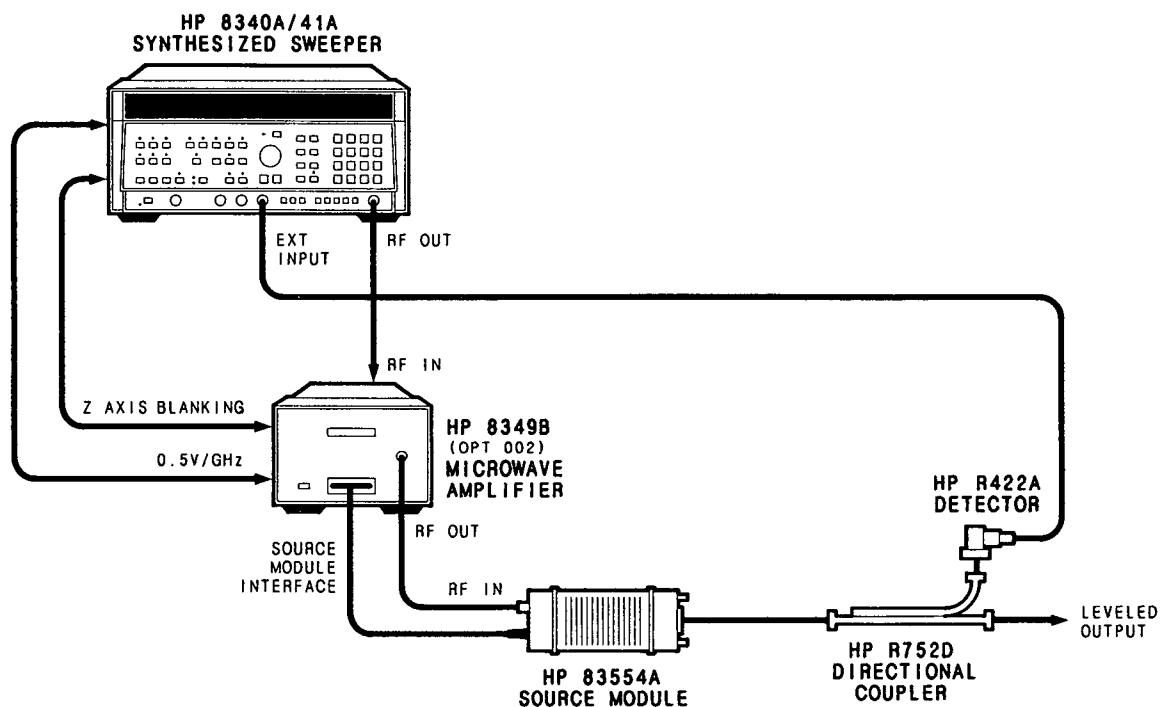 HP 8340A/41A
SYNTHESIZED SWEEPER
EXT
INPUT
RF OUT
RF IN
Z AXIS BLANKING
0.5V/GHz
HP 8349B
(OPT 002)
MICROWAVE
AMPLIFIER
HP R422A
DETECTOR
RF OUT
SOURCE
MODULE
INTERFACE
RF IN
LEVELED
OUTPUT
HP 83554A
SOURCE MODULE
HP R752D
DIRECTIONAL
COUPLER